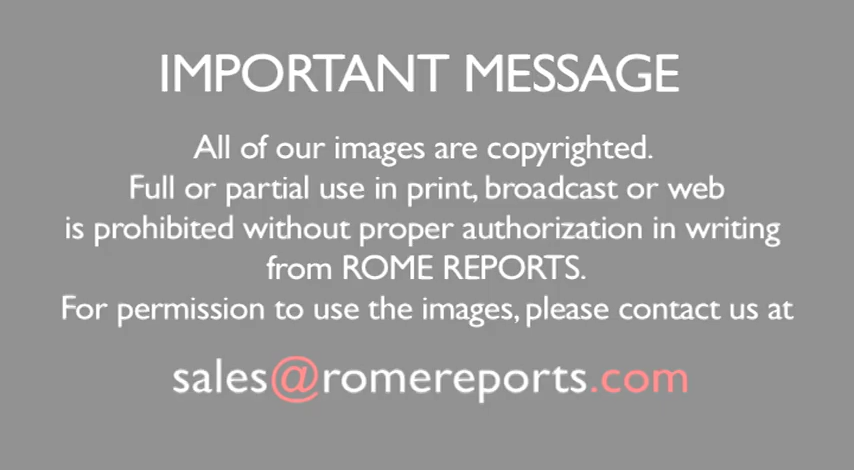 IMPORTANT MESSAGE
All of our images are copyrighted.
Full or partial use in print, broadcast or web
is prohibited without proper authorization in writing
from ROME REPORTS.
For permission to use the images, please contact us at
sales@romereports.com